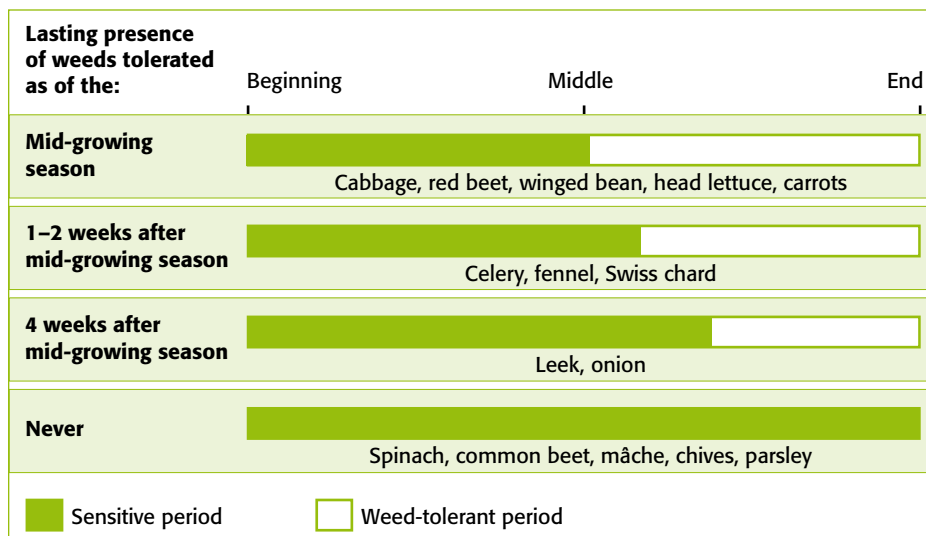 Lasting presence
of weeds tolerated
as of the:
Beginning Middle End
Mid-growing
season
Cabbage, red beet, winged bean, head lettuce, carrots
1–2 weeks after
mid-growing season
Celery, fennel, Swiss chard
4 weeks after
mid-growing season
Leek, onion
Never
Spinach, common beet, mâche, chives, parsley
Sensitive period Weed-tolerant period